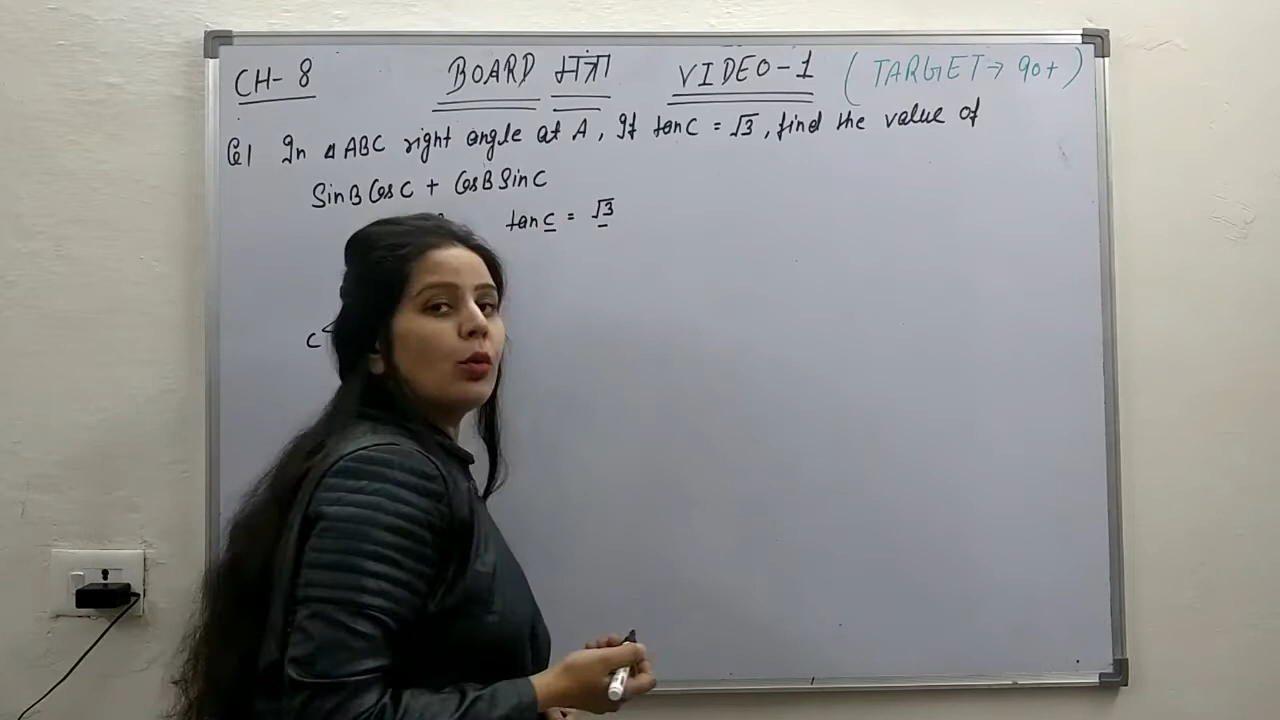 CH-8 BOARD मंत्रा VIDEO-1 (TARGET→ 90+)
Q1 In △ABC right angle at A, If tanC = √3, find the value of
SinB CosC + CosB SinC
tanc = √3
C